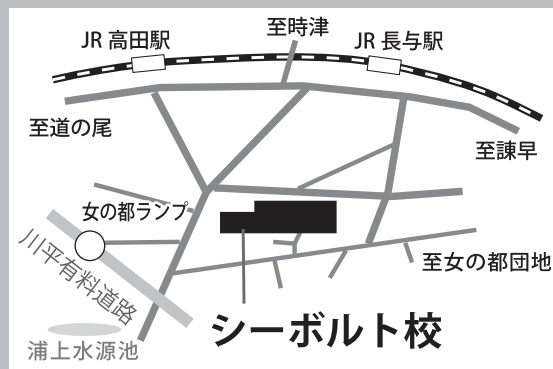 至時津
JR 高田駅
JR 長与駅
至道の尾
至諫早
女の都ランプ
川平有料道路
至女の都団地
シーボルト校
浦上水源池